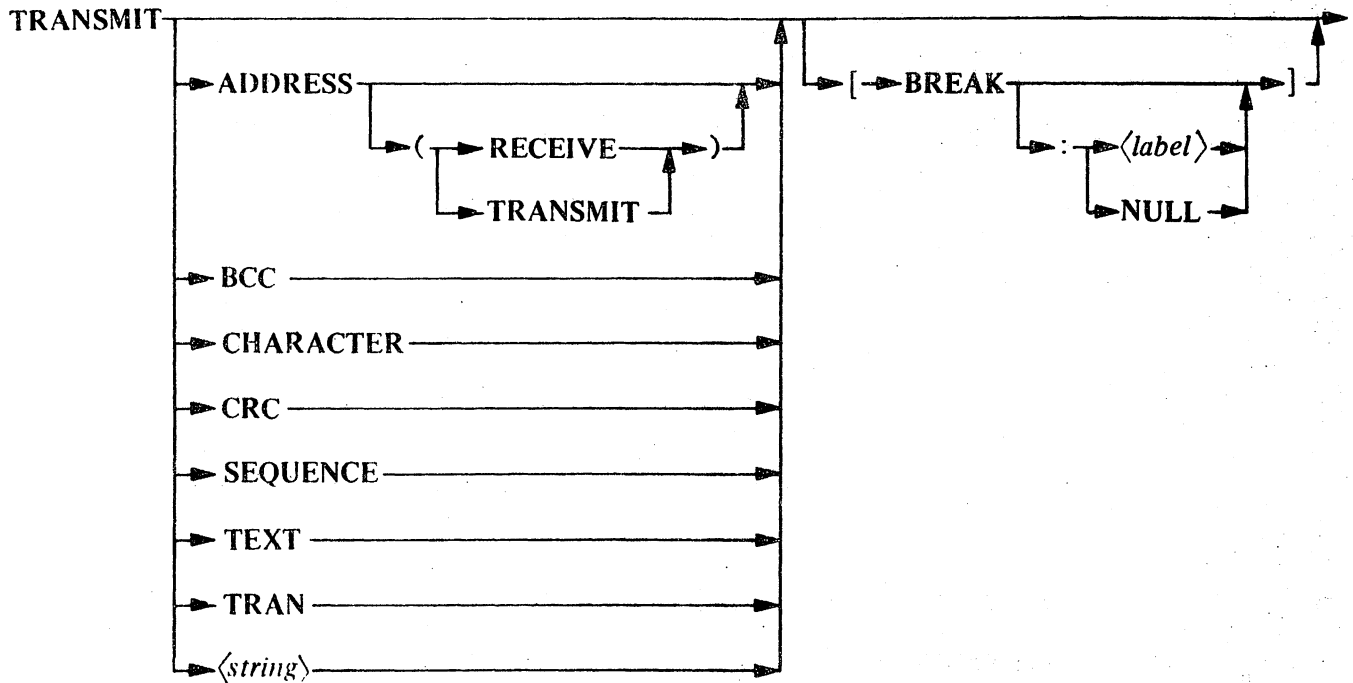 TRANSMIT
ADDRESS [ BREAK ]
( RECEIVE ) : ⟨label⟩
TRANSMIT NULL
BCC
CHARACTER
CRC
SEQUENCE
TEXT
TRAN
⟨string⟩